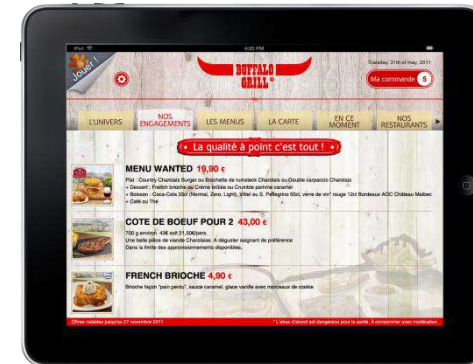 iPad
4:00 PM
Jouer !
BUFFALO
GRILL
Tuesday, 31th of may, 2011
Ma commande 5
L'UNIVERS
NOS
ENGAGEMENTS
LES MENUS
LA CARTE
EN CE
MOMENT
NOS
RESTAURANTS
La qualité à point c'est tout !
MENU WANTED 19,90 €
Plat : Country Charolais Burger ou Brochette de rumsteck Charolais ou Double carpaccio Charolais
+ Dessert : French brioche ou Crème brûlée ou Crumble pomme caramel
+ Boisson : Coca-Cola 33cl (Normal, Zero, Light), Vittel ou S. Pellegrino 50cl, verre de vin* rouge 12cl Bordeaux AOC Château Malbec
+ Café ou Thé
COTE DE BOEUF POUR 2 43,00 €
700 g environ. 43€ soit 21,50€/pers.
Une belle pièce de viande Charolaise. A déguster saignant de préférence
Dans la limite des approvisionnements disponibles.
FRENCH BRIOCHE 4,90 €
Brioche façon "pain perdu", sauce caramel, glace vanille avec morceaux de cookie
Offres valables jusqu'au 27 novembre 2011
* L'abus d'alcool est dangereux pour la santé. A consommer avec modération.